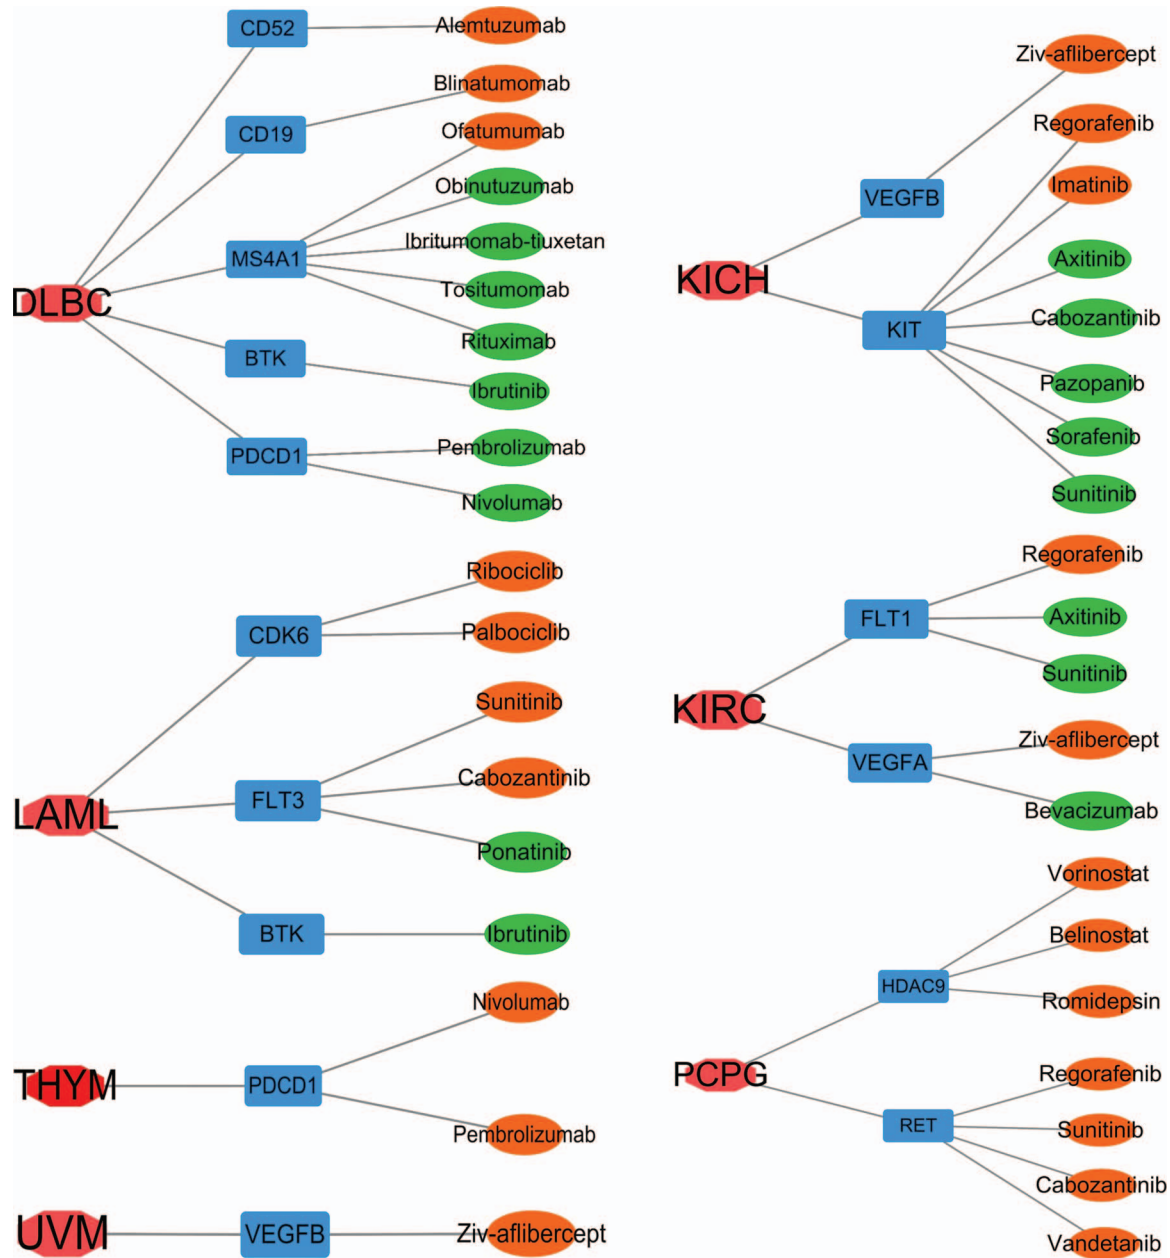 DLBC
CD52
Alemtuzumab
CD19
Blinatumomab
MS4A1
Ofatumumab
Obinutuzumab
Ibritumomab-tiuxetan
Tositumomab
Rituximab
BTK
Ibrutinib
PDCD1
Pembrolizumab
Nivolumab
LAML
CDK6
Ribociclib
Palbociclib
FLT3
Sunitinib
Cabozantinib
Ponatinib
BTK
Ibrutinib
THYM
PDCD1
Nivolumab
Pembrolizumab
UVM
VEGFB
Ziv-aflibercept
KICH
VEGFB
Ziv-aflibercept
KIT
Regorafenib
Imatinib
Axitinib
Cabozantinib
Pazopanib
Sorafenib
Sunitinib
KIRC
FLT1
Regorafenib
Axitinib
Sunitinib
VEGFA
Ziv-aflibercept
Bevacizumab
PCPG
HDAC9
Vorinostat
Belinostat
Romidepsin
RET
Regorafenib
Sunitinib
Cabozantinib
Vandetanib